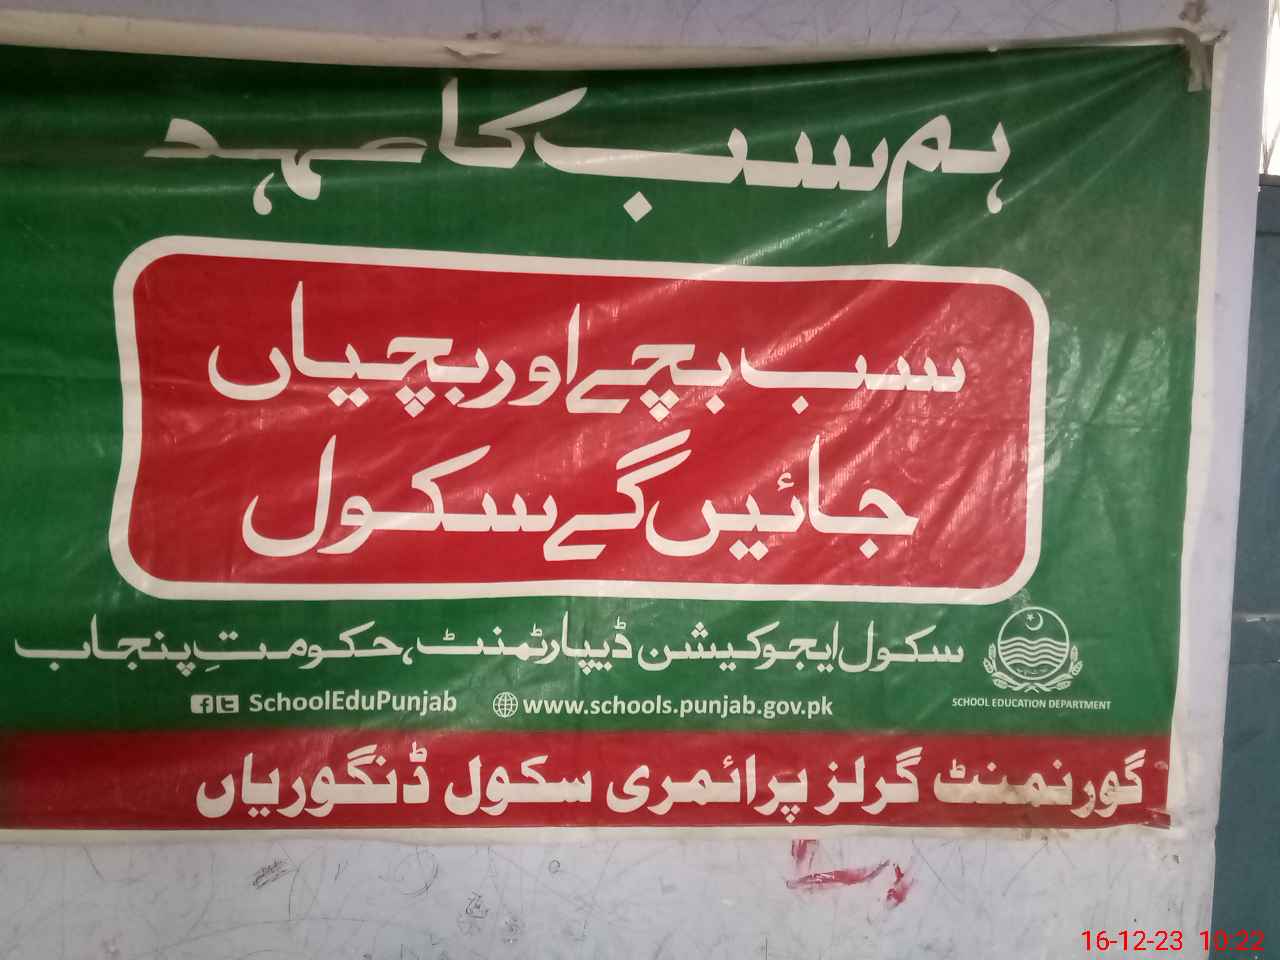 ہم سب کا عہد
سب بچے اور بچیاں
جائیں گے سکول
سکول ایجوکیشن ڈیپارٹمنٹ، حکومتِ پنجاب
SchoolEduPunjab www.schools.punjab.gov.pk
SCHOOL EDUCATION DEPARTMENT
گورنمنٹ گرلز پرائمری سکول ڈنگوریاں
16-12-23 10:22